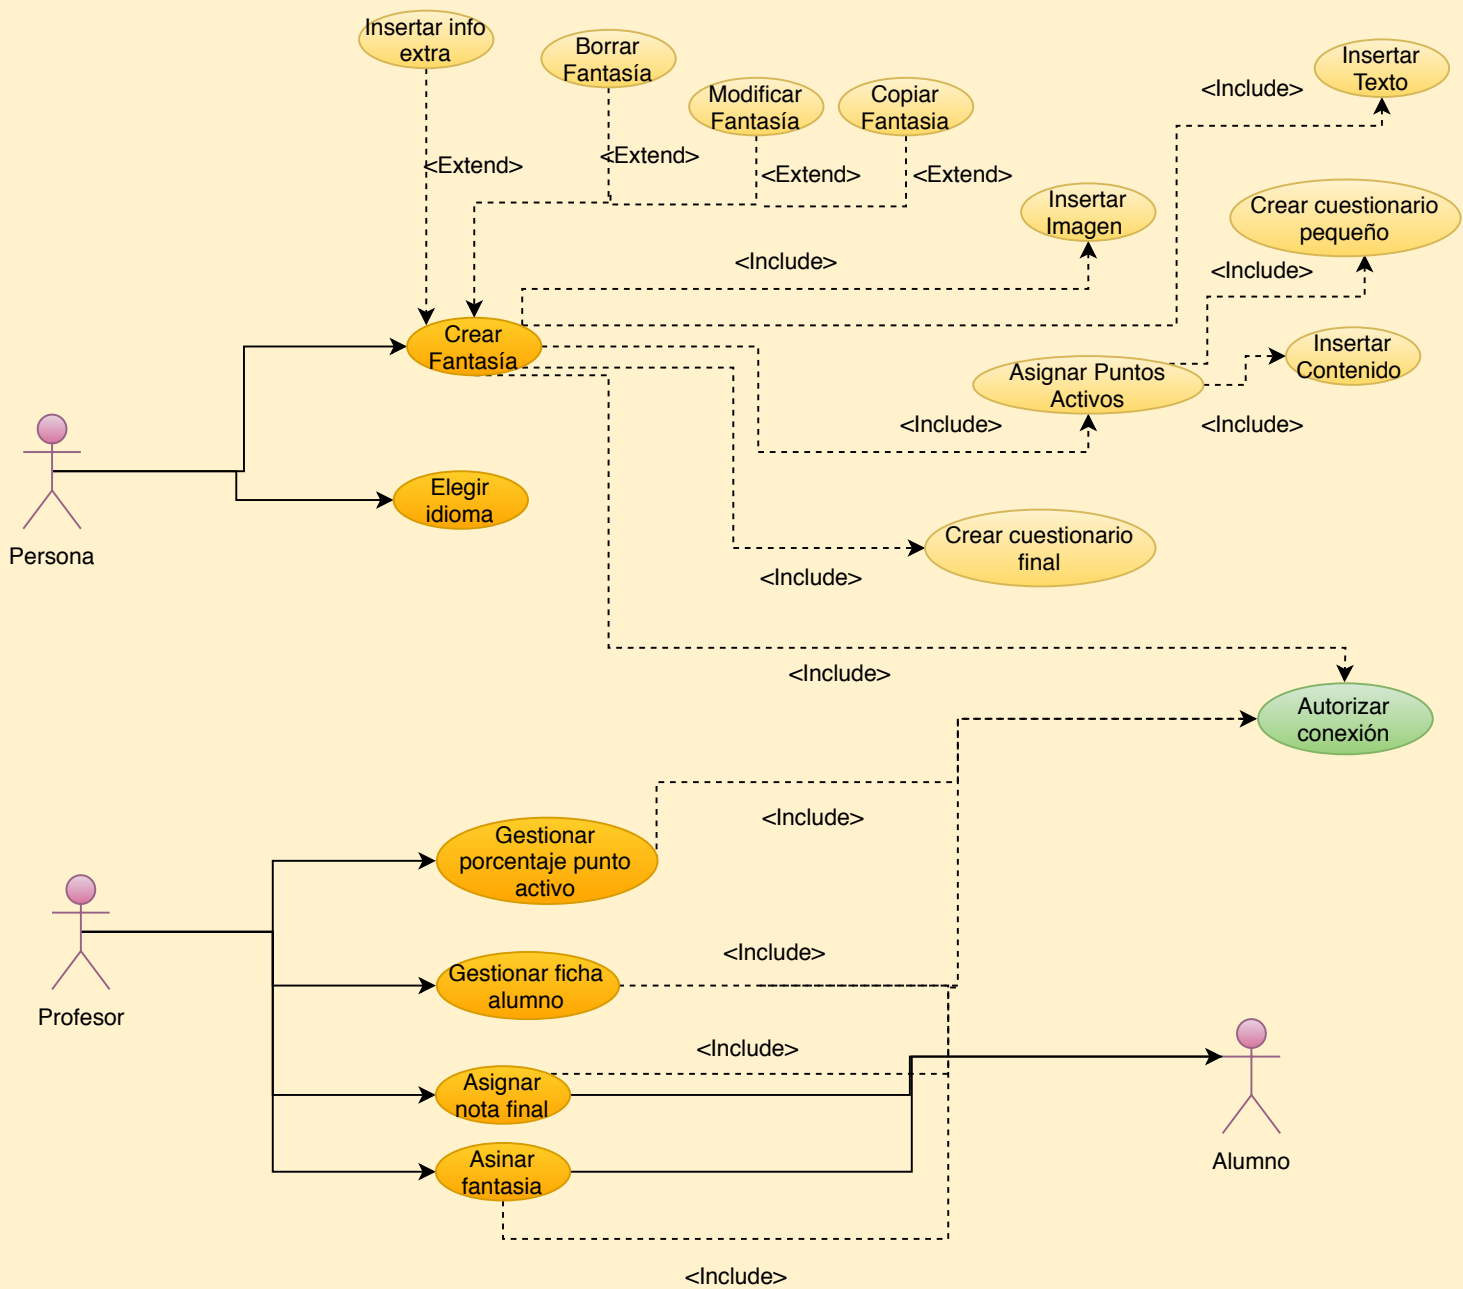 Insertar info
extra
Borrar
Fantasía
Modificar
Fantasía
Copiar
Fantasia
Insertar
Texto
<Include>
<Extend>
<Extend>
<Extend>
<Extend>
Insertar
Imagen
Crear cuestionario
pequeño
<Include>
<Include>
Crear
Fantasía
Insertar
Contenido
Asignar Puntos
Activos
<Include>
<Include>
Elegir
idioma
Persona
Crear cuestionario
final
<Include>
<Include>
Autorizar
conexión
<Include>
Gestionar
porcentaje punto
activo
<Include>
Gestionar ficha
alumno
Profesor
<Include>
Asignar
nota final
Asinar
fantasia
Alumno
<Include>